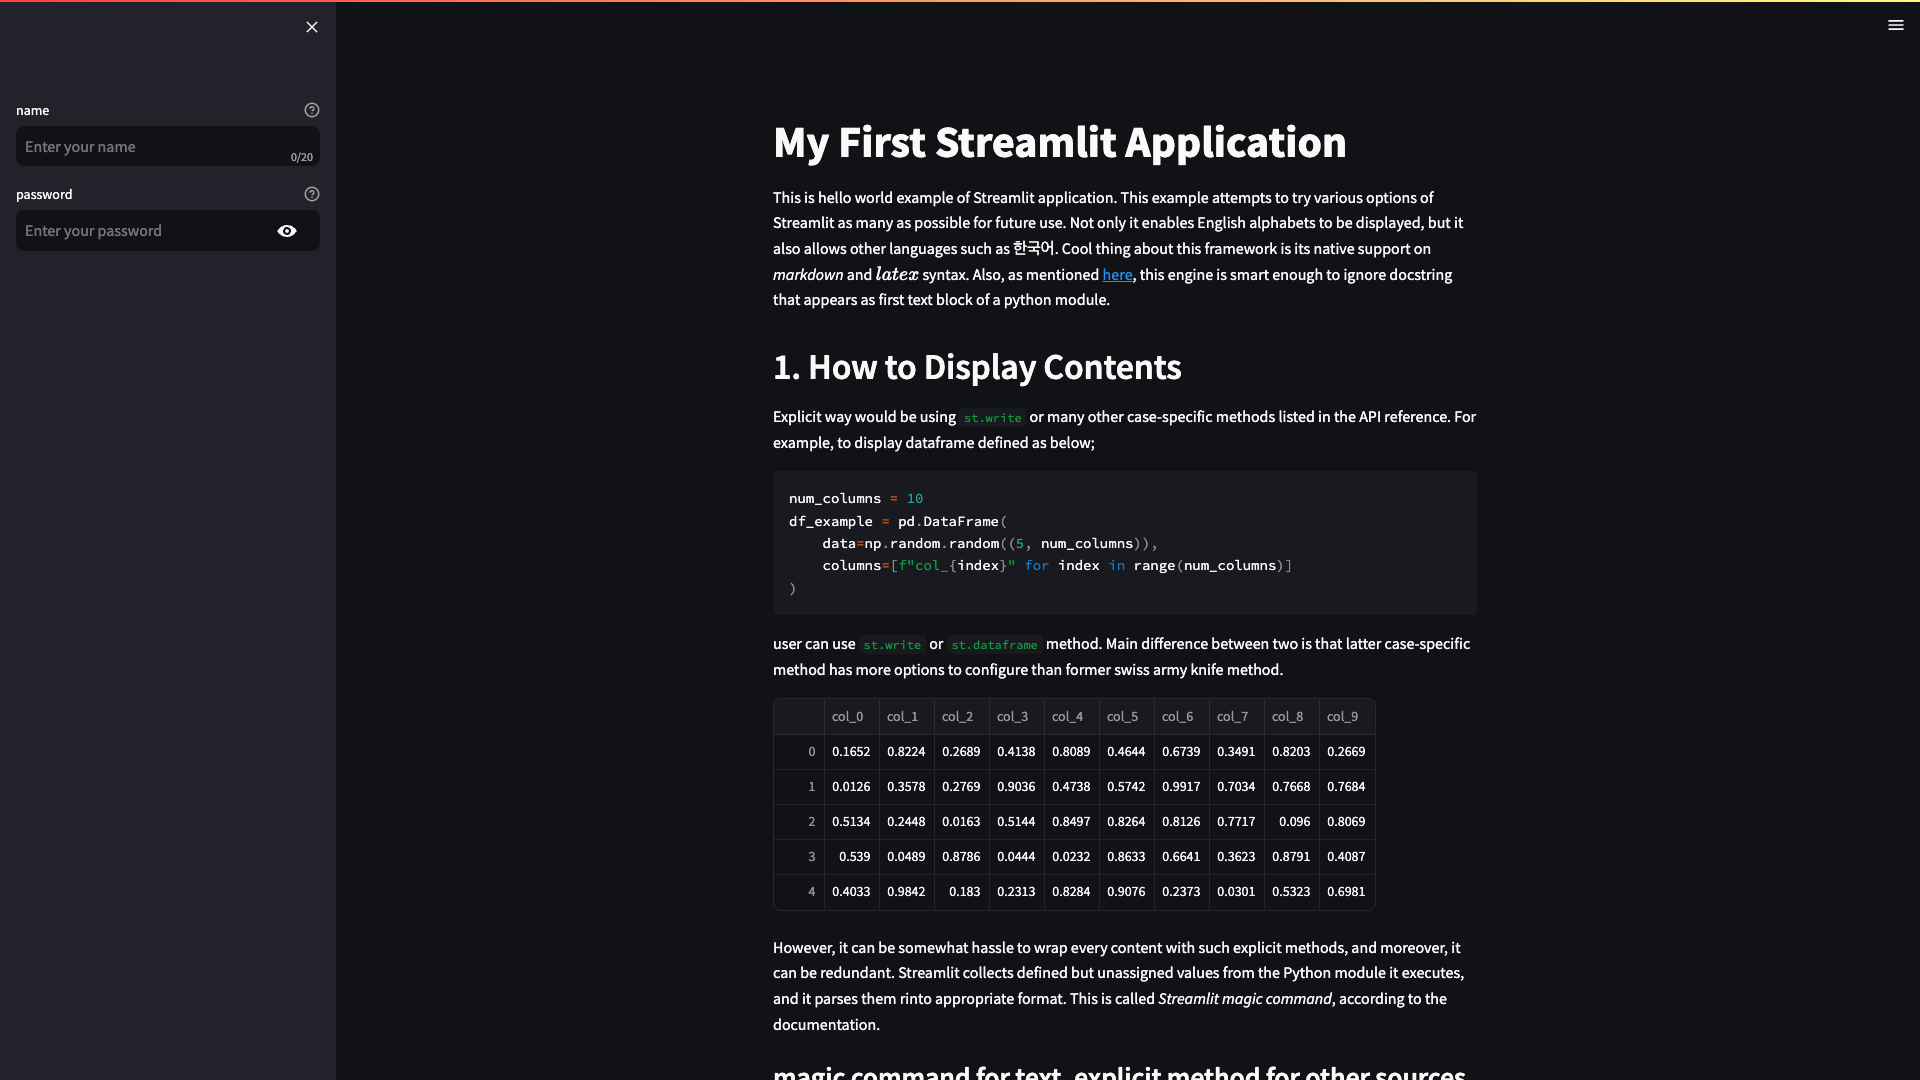 name
Enter your name
0/20
password
Enter your password
My First Streamlit Application
This is hello world example of Streamlit application. This example attempts to try various options of
Streamlit as many as possible for future use. Not only it enables English alphabets to be displayed, but it
also allows other languages such as 한국어. Cool thing about this framework is its native support on
markdown and latex syntax. Also, as mentioned here, this engine is smart enough to ignore docstring
that appears as first text block of a python module.
1. How to Display Contents
Explicit way would be using st.write or many other case-specific methods listed in the API reference. For
example, to display dataframe defined as below;
num_columns = 10
df_example = pd.DataFrame(
    data=np.random.random((5, num_columns)),
    columns=[f"col_{index}" for index in range(num_columns)]
)
user can use st.write or st.dataframe method. Main difference between two is that latter case-specific
method has more options to configure than former swiss army knife method.
col_0 col_1 col_2 col_3 col_4 col_5 col_6 col_7 col_8 col_9
0 0.1652 0.8224 0.2689 0.4138 0.8089 0.4644 0.6739 0.3491 0.8203 0.2669
1 0.0126 0.3578 0.2769 0.9036 0.4738 0.5742 0.9917 0.7034 0.7668 0.7684
2 0.5134 0.2448 0.0163 0.5144 0.8497 0.8264 0.8126 0.7717 0.096 0.8069
3 0.539 0.0489 0.8786 0.0444 0.0232 0.8633 0.6641 0.3623 0.8791 0.4087
4 0.4033 0.9842 0.183 0.2313 0.8284 0.9076 0.2373 0.0301 0.5323 0.6981
However, it can be somewhat hassle to wrap every content with such explicit methods, and moreover, it
can be redundant. Streamlit collects defined but unassigned values from the Python module it executes,
and it parses them rinto appropriate format. This is called Streamlit magic command, according to the
documentation.
magic command for text, explicit method for other sources